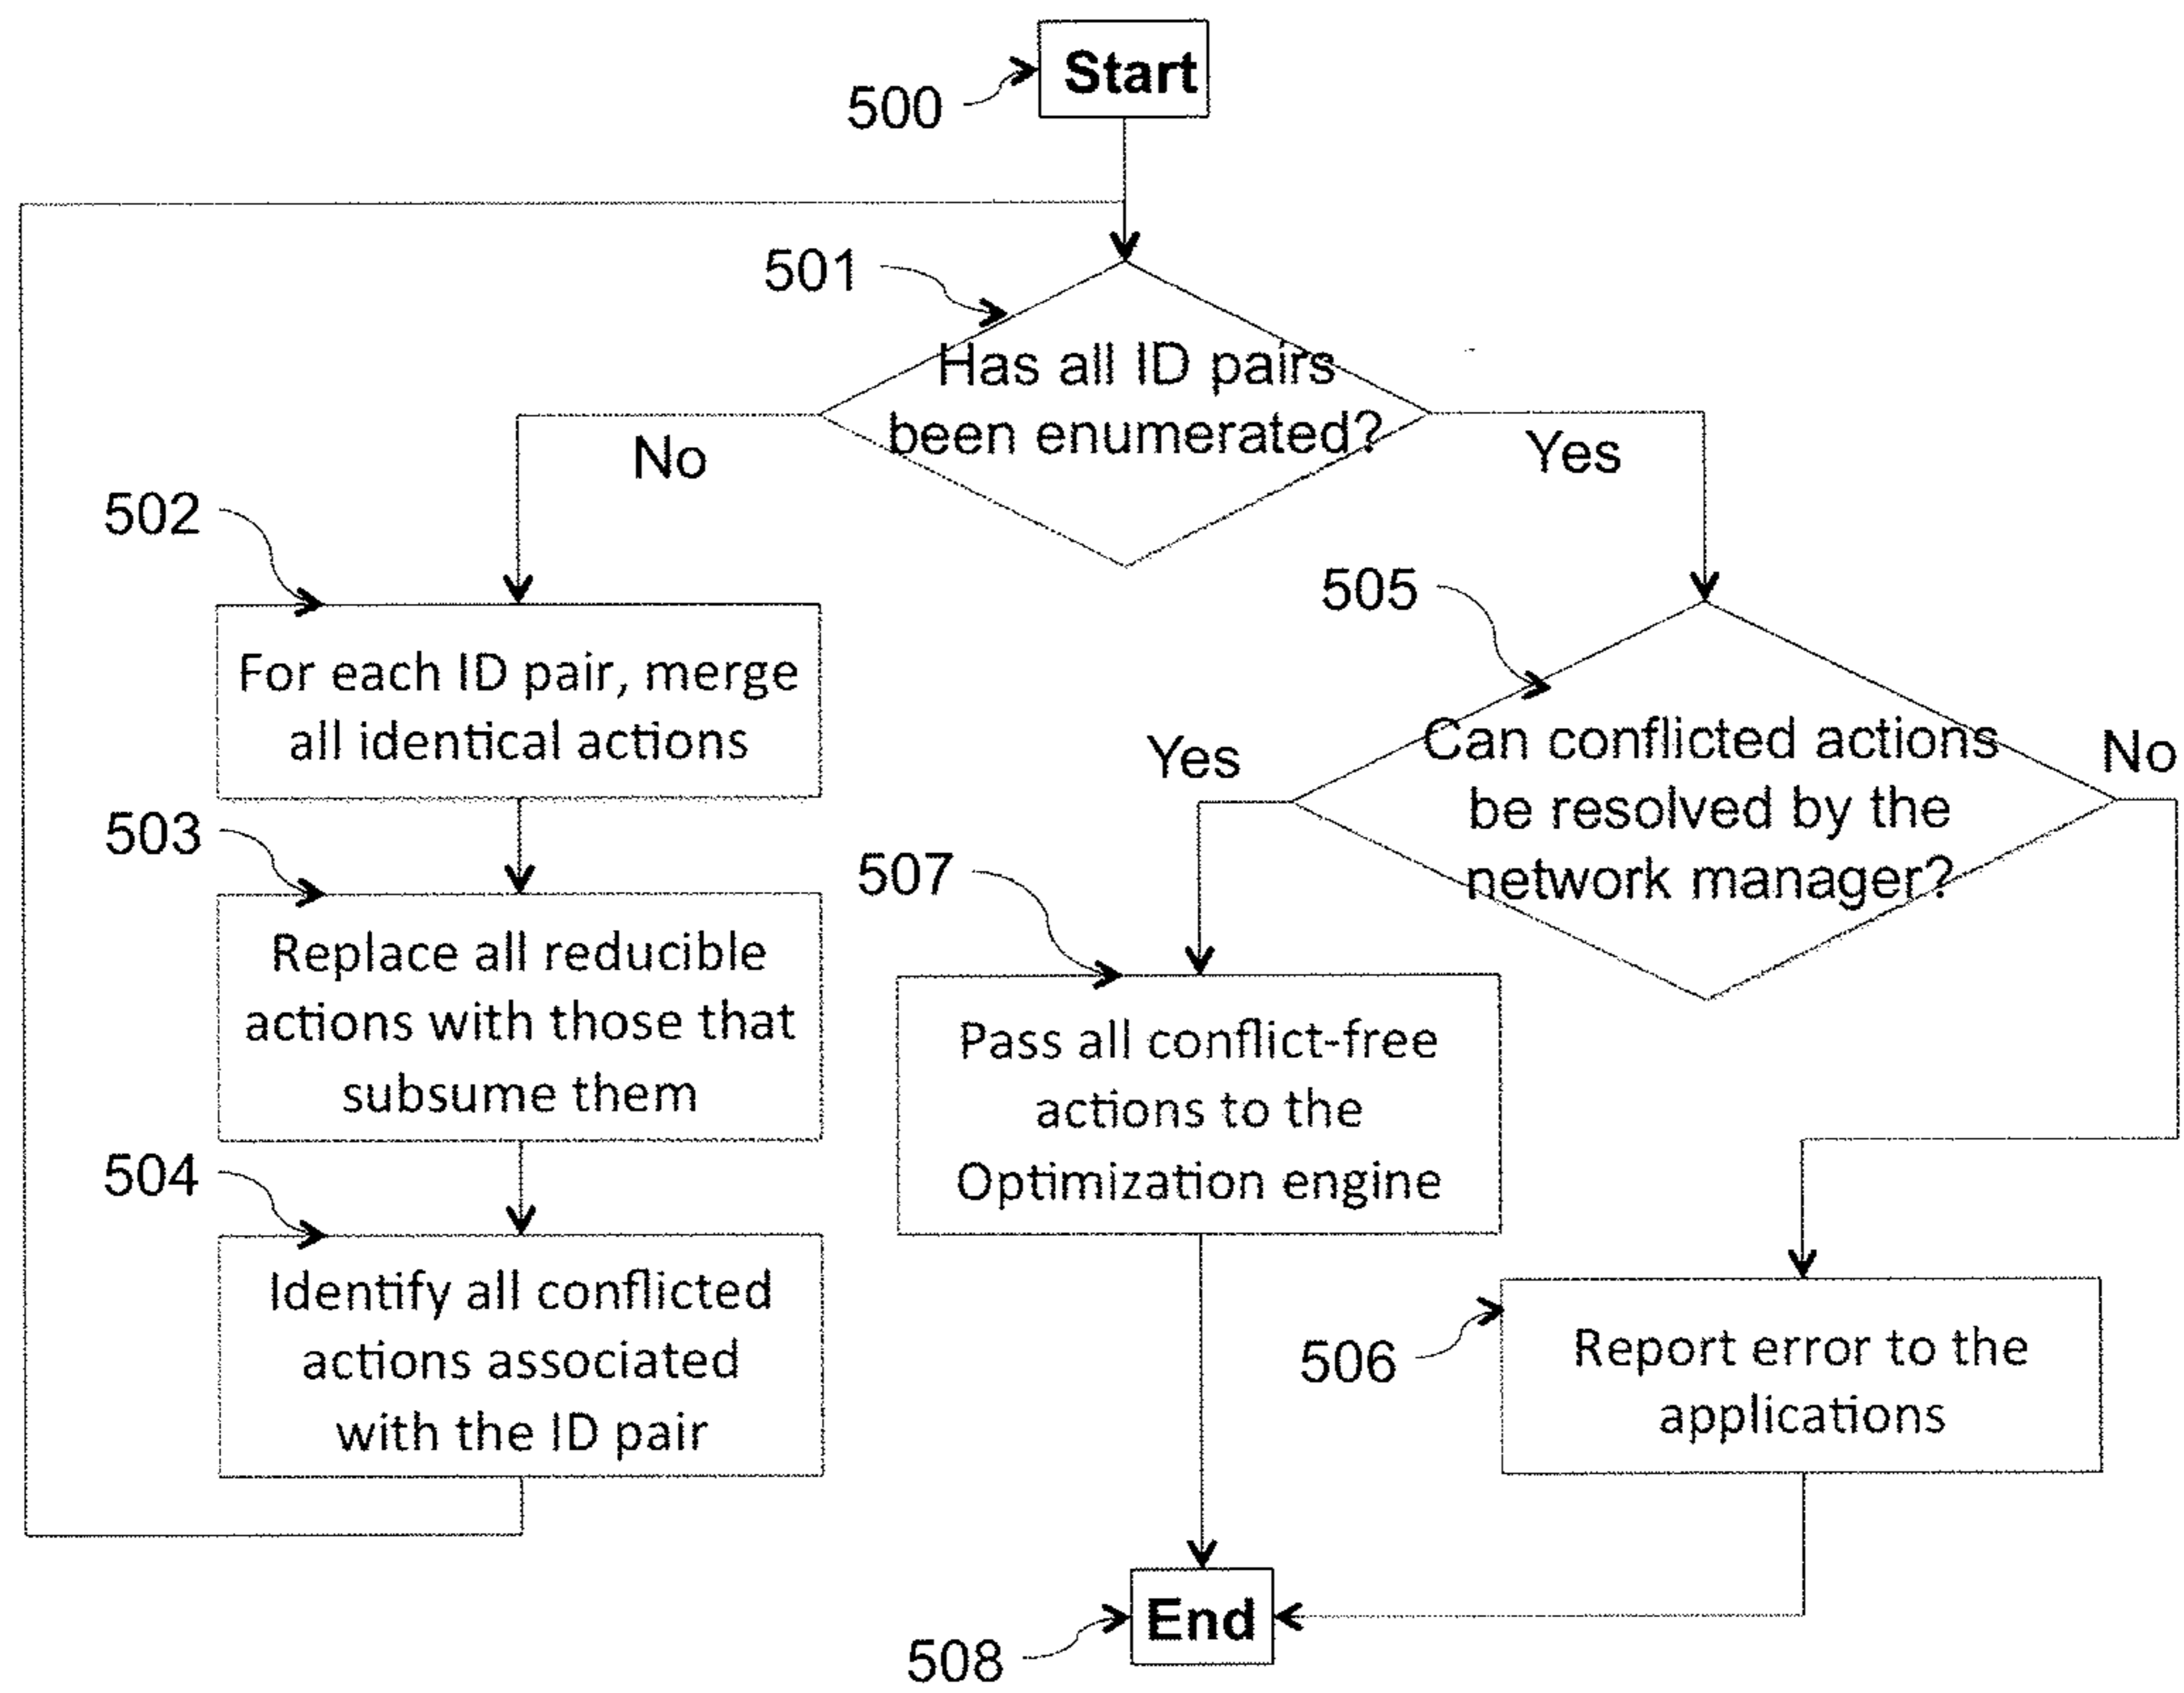 500
Start
501
Has all ID pairs
been enumerated?
No
Yes
502
For each ID pair, merge
all identical actions
503
Replace all reducible
actions with those that
subsume them
504
Identify all conflicted
actions associated
with the ID pair
505
Can conflicted actions
be resolved by the
network manager?
Yes
No
507
Pass all conflict-free
actions to the
Optimization engine
506
Report error to the
applications
508
End